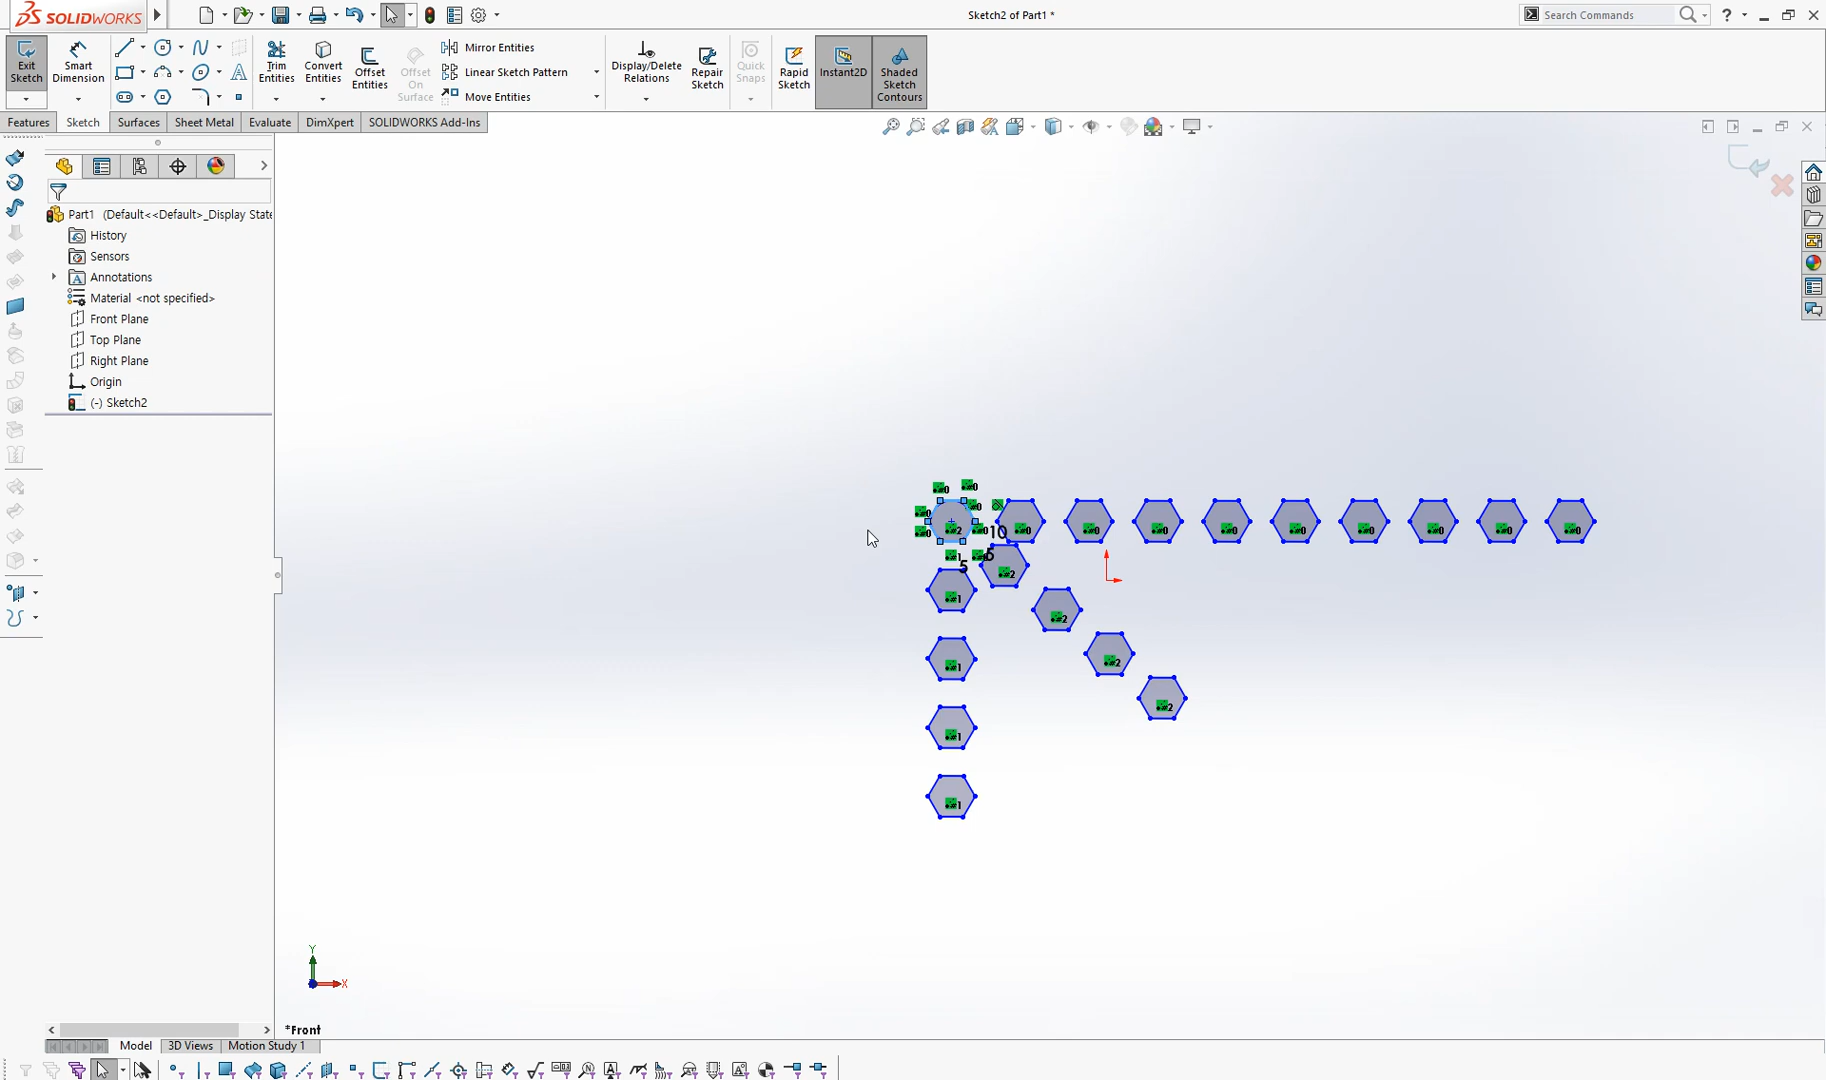 SOLIDWORKS
Sketch2 of Part1 *
Search Commands
?
Exit Sketch
Smart Dimension
Trim Entities
Convert Entities
Offset Entities
Offset On Surface
Mirror Entities
Linear Sketch Pattern
Move Entities
Display/Delete Relations
Repair Sketch
Quick Snaps
Rapid Sketch
Instant2D
Shaded Sketch Contours
Features
Sketch
Surfaces
Sheet Metal
Evaluate
DimXpert
SOLIDWORKS Add-Ins
Part1 (Default<<Default>_Display State
History
Sensors
Annotations
Material <not specified>
Front Plane
Top Plane
Right Plane
Origin
(-) Sketch2
10
5
5
Y
X
*Front
Model
3D Views
Motion Study 1